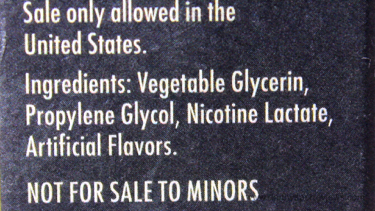 Sale only allowed in the
United States.
Ingredients: Vegetable Glycerin,
Propylene Glycol, Nicotine Lactate,
Artificial Flavors.
NOT FOR SALE TO MINORS